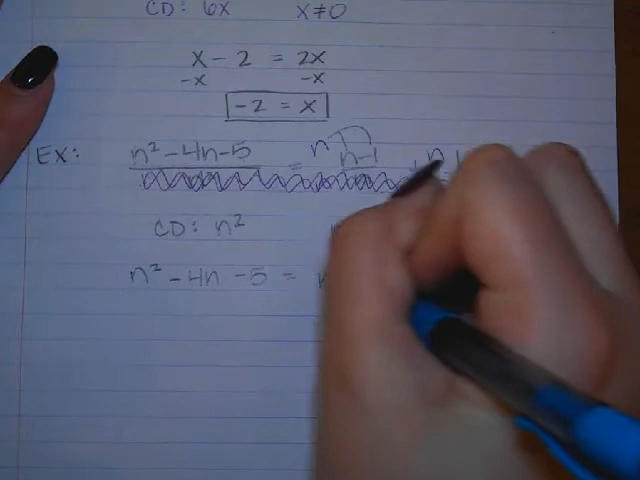 CD: 6x x≠0
x - 2 = 2x
-x -x
-2 = x
EX: n² - 4n - 5 = n n-1
CD: n²
n² - 4n - 5 =